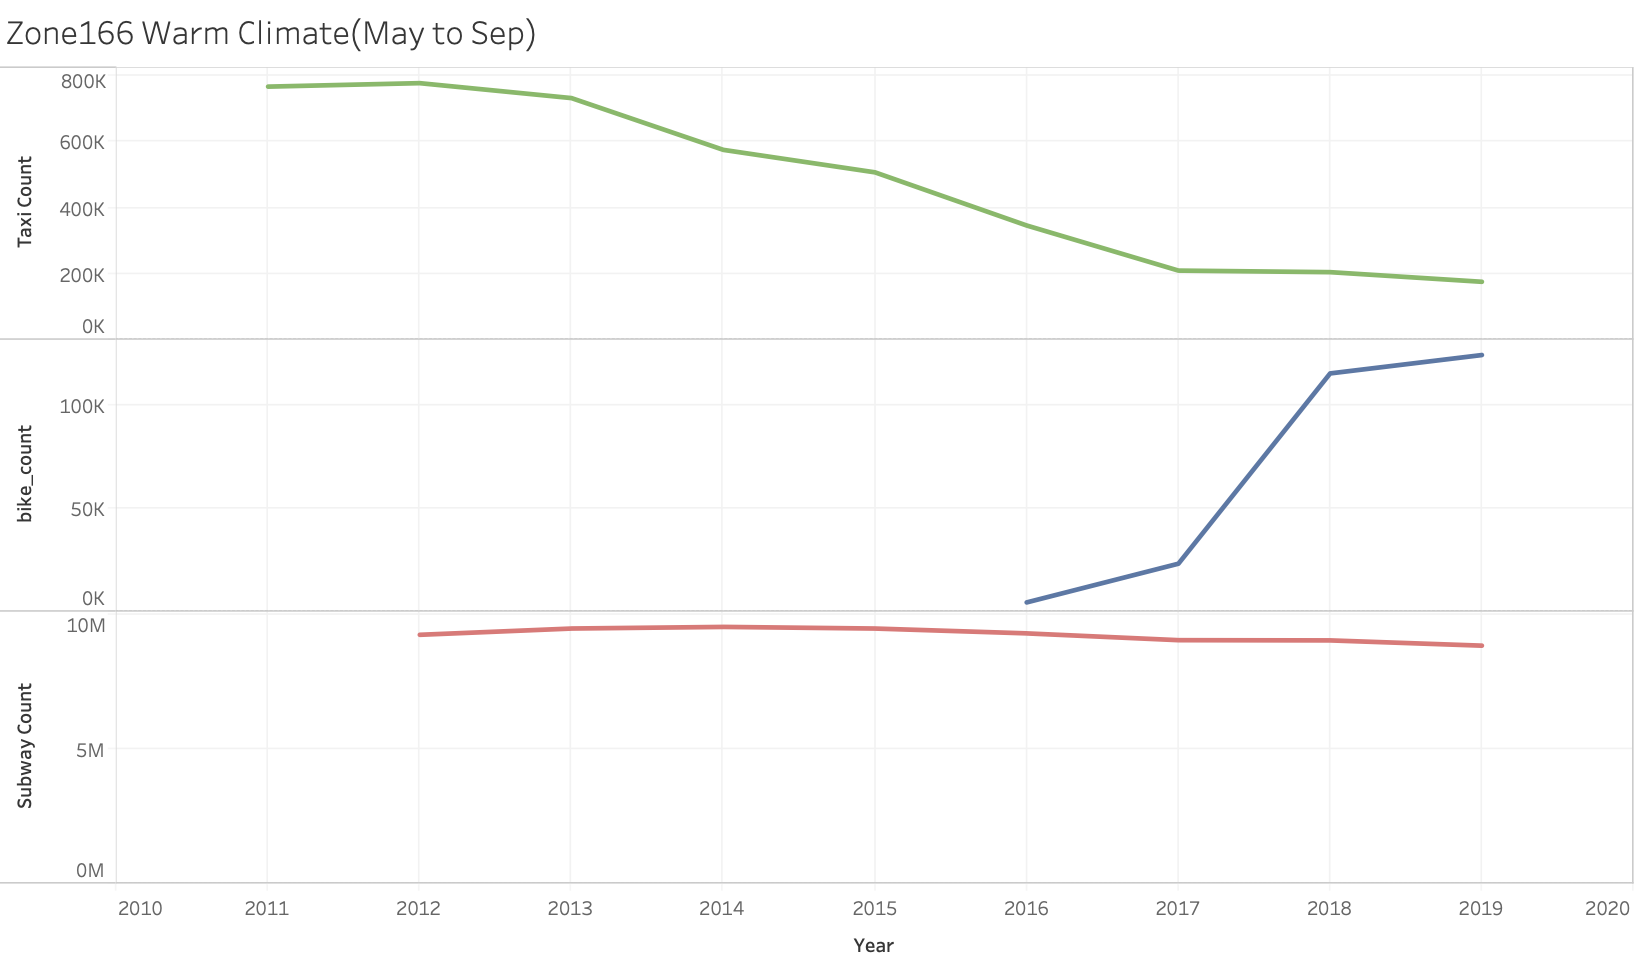 Zone166 Warm Climate(May to Sep)
800K
600K
400K
200K
0K
Taxi Count
100K
50K
0K
bike_count
10M
5M
0M
Subway Count
2010 2011 2012 2013 2014 2015 2016 2017 2018 2019 2020
Year